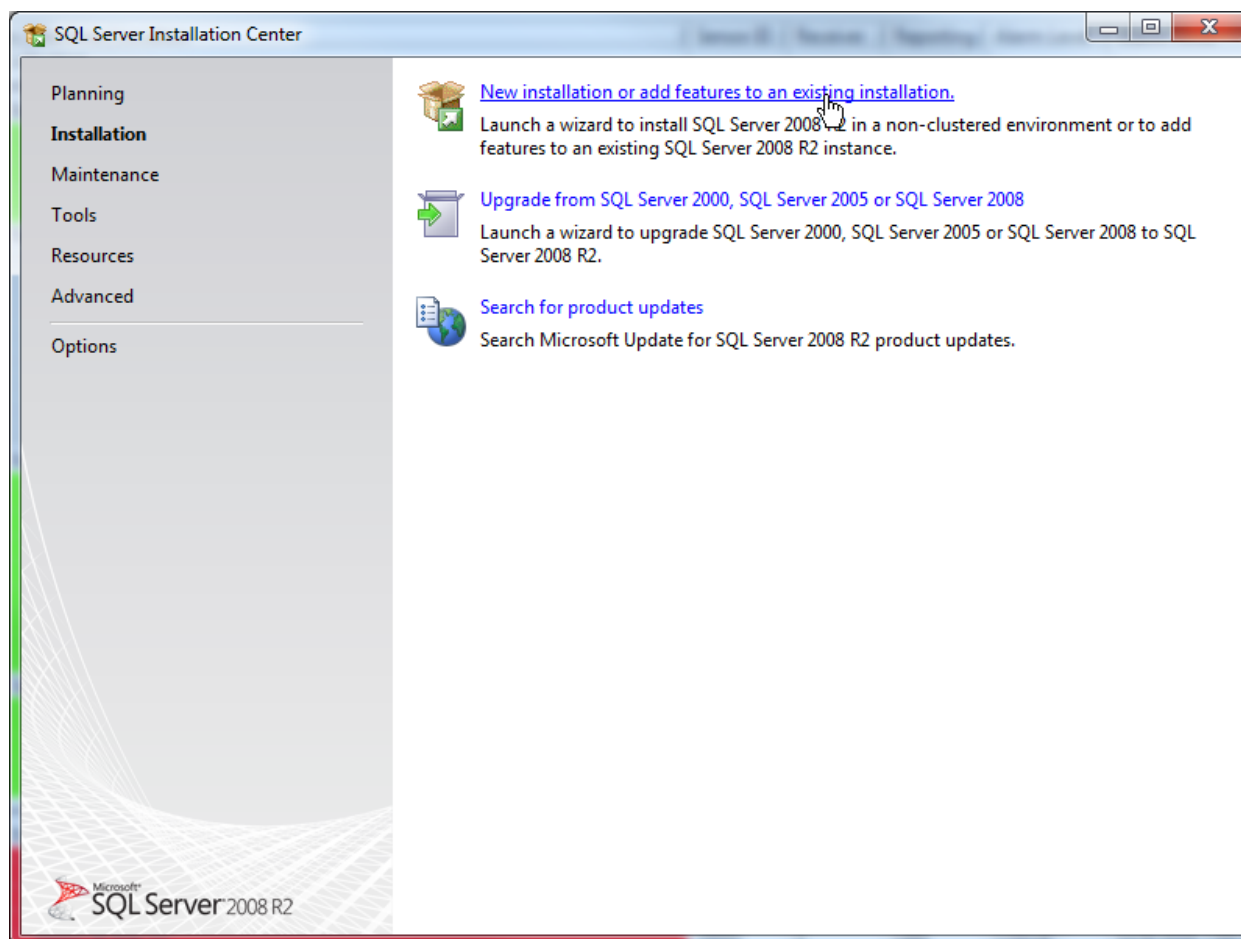 SQL Server Installation Center
Planning
Installation
Maintenance
Tools
Resources
Advanced
Options
New installation or add features to an existing installation.
Launch a wizard to install SQL Server 2008 R2 in a non-clustered environment or to add
features to an existing SQL Server 2008 R2 instance.
Upgrade from SQL Server 2000, SQL Server 2005 or SQL Server 2008
Launch a wizard to upgrade SQL Server 2000, SQL Server 2005 or SQL Server 2008 to SQL
Server 2008 R2.
Search for product updates
Search Microsoft Update for SQL Server 2008 R2 product updates.
Microsoft®
SQL Server® 2008 R2